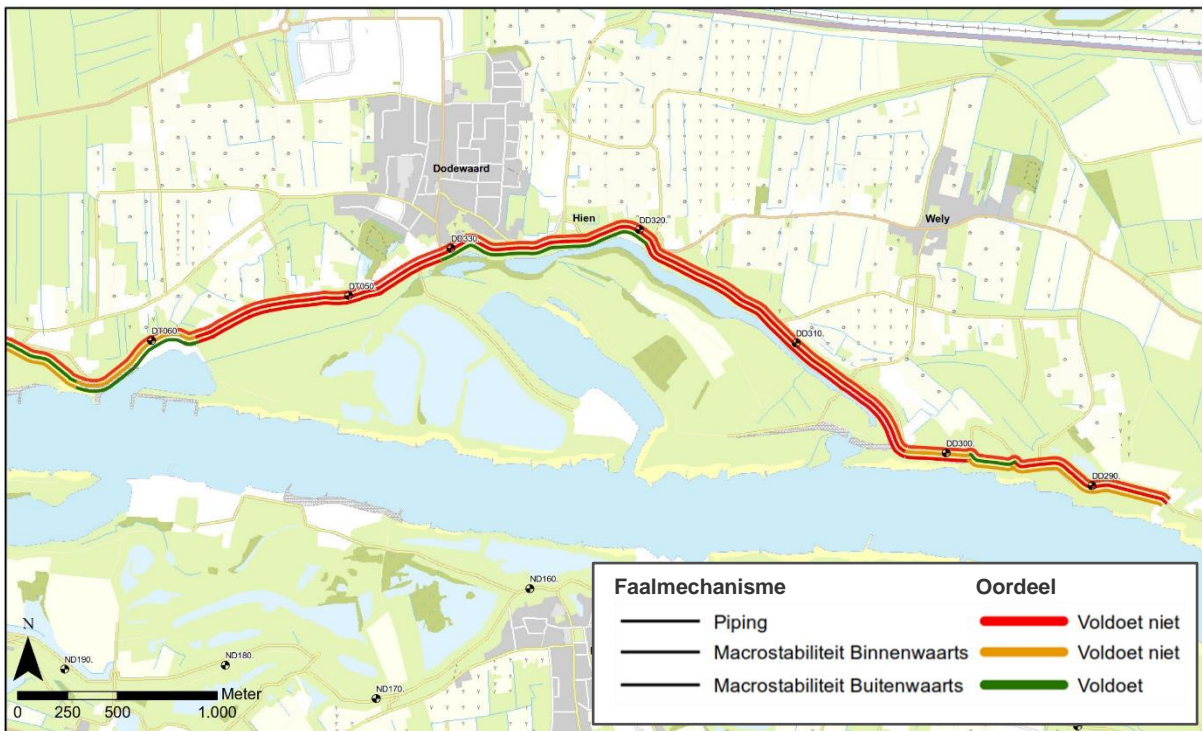 Dodewaard
Hien
DD320.
Wely
DD330.
DT050.
DT060.
DD310.
DD300.
DD290.
ND160.
ND190.
ND180.
ND170.
N
Meter
0 250 500 1.000
Faalmechanisme Oordeel
Piping Voldoet niet
Macrostabiliteit Binnenwaarts Voldoet niet
Macrostabiliteit Buitenwaarts Voldoet